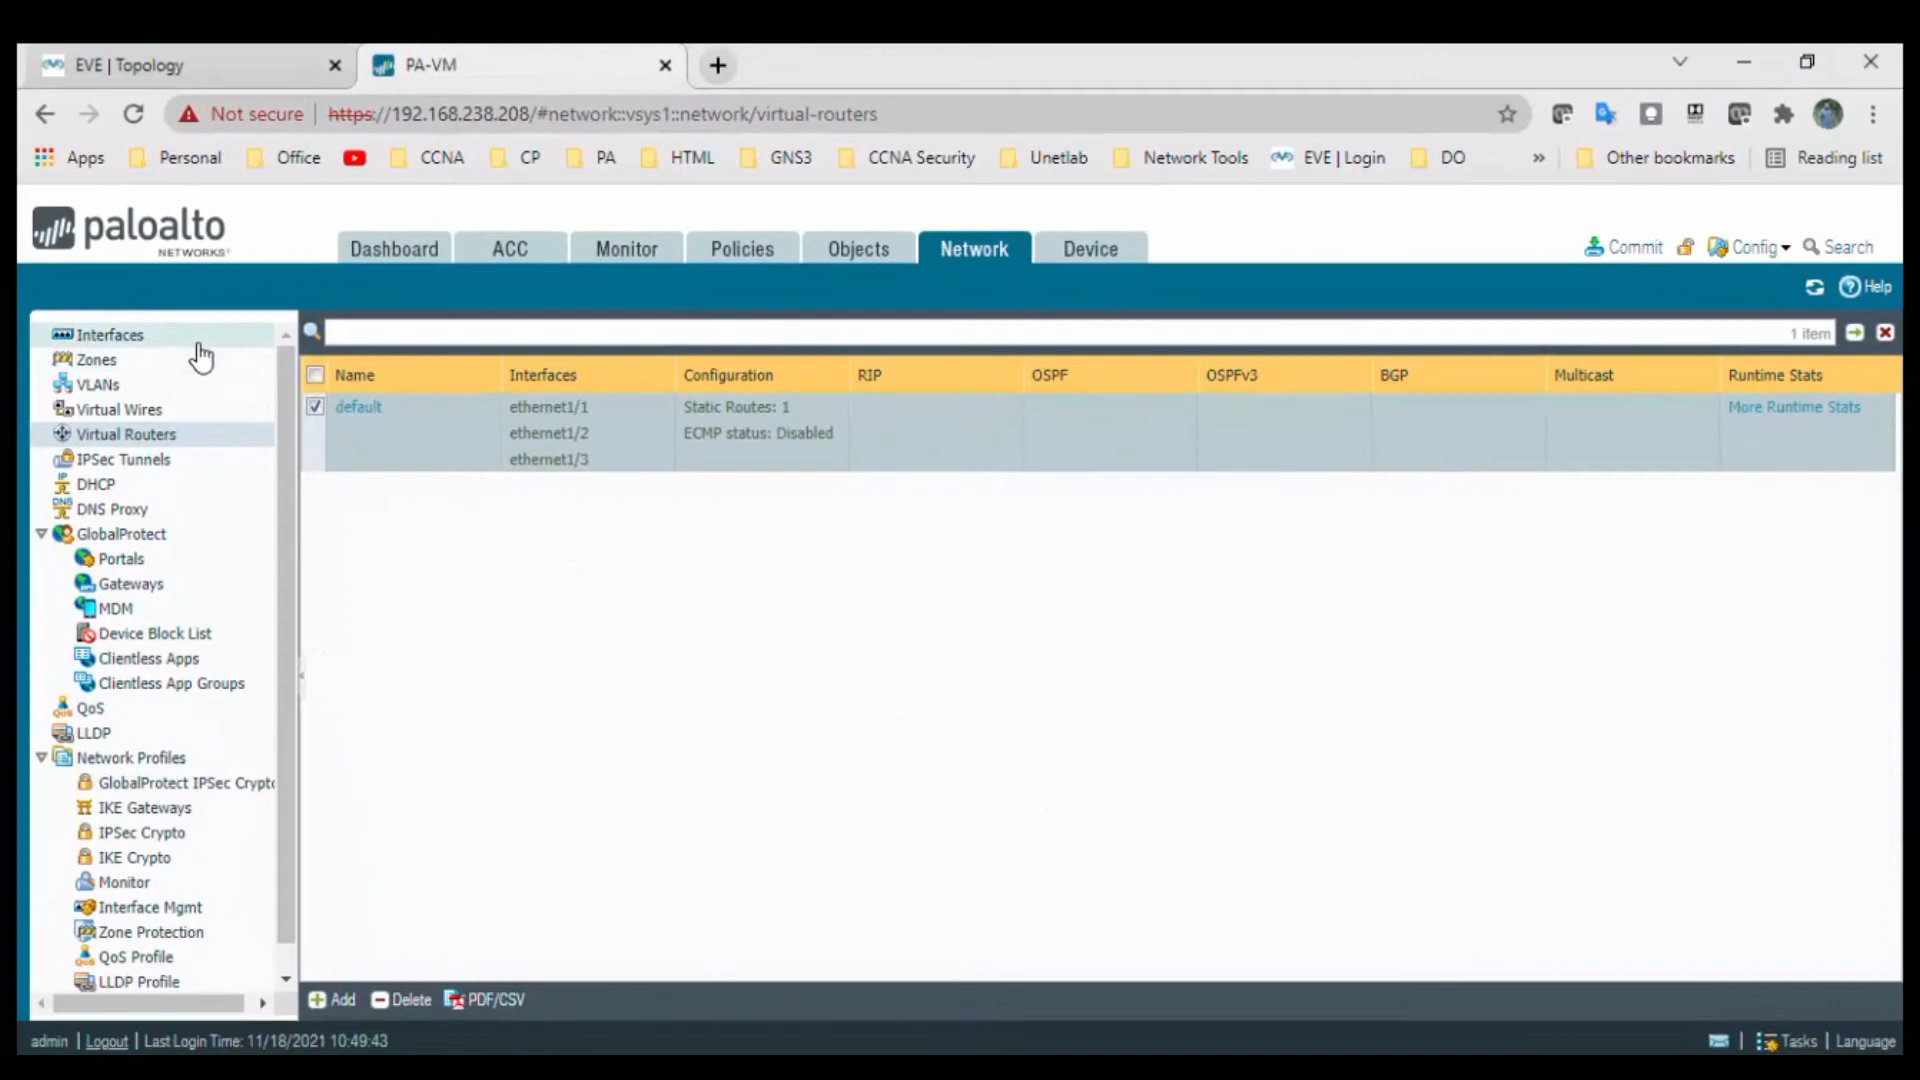 EVE | Topology
PA-VM
Not secure https://192.168.238.208/#network::vsys1::network/virtual-routers
Apps Personal Office CCNA CP PA HTML GNS3 CCNA Security Unetlab Network Tools EVE | Login DO » Other bookmarks Reading list
paloalto
NETWORKS
Dashboard ACC Monitor Policies Objects Network Device
Commit Config Search
Help
Interfaces
Zones
VLANs
Virtual Wires
Virtual Routers
IPSec Tunnels
DHCP
DNS Proxy
GlobalProtect
Portals
Gateways
MDM
Device Block List
Clientless Apps
Clientless App Groups
QoS
LLDP
Network Profiles
GlobalProtect IPSec Crypto
IKE Gateways
IPSec Crypto
IKE Crypto
Monitor
Interface Mgmt
Zone Protection
QoS Profile
LLDP Profile
1 item
Name Interfaces Configuration RIP OSPF OSPFv3 BGP Multicast Runtime Stats
default ethernet1/1 Static Routes: 1 More Runtime Stats
ethernet1/2 ECMP status: Disabled
ethernet1/3
Add Delete PDF/CSV
admin | Logout | Last Login Time: 11/18/2021 10:49:43
| Tasks | Language